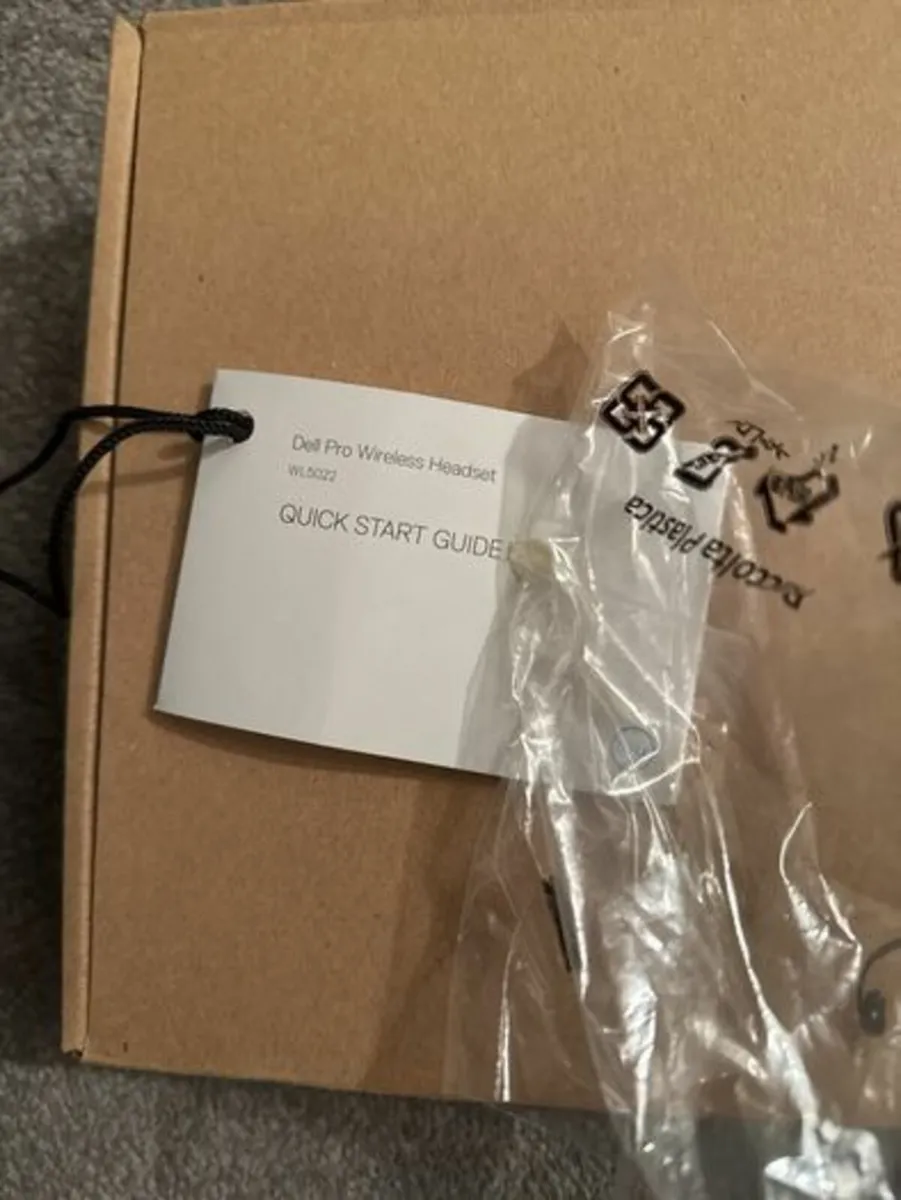 Dell Pro Wireless Headset
WL5022
QUICK START GUIDE
Raccolta Plastica